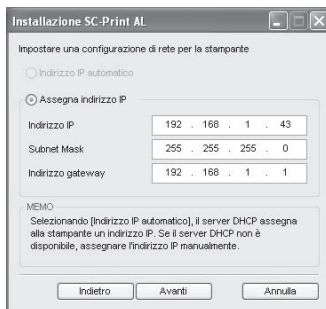 Installazione SC-Print AL
Impostare una configurazione di rete per la stampante
Indirizzo IP automatico
Assegna indirizzo IP
Indirizzo IP 192 . 168 . 1 . 43
Subnet Mask 255 . 255 . 255 . 0
Indirizzo gateway 192 . 168 . 1 . 1
MEMO
Selezionando [Indirizzo IP automatico], il server DHCP assegna
alla stampante un indirizzo IP. Se il server DHCP non è
disponibile, assegnare l'indirizzo IP manualmente.
Indietro Avanti Annulla